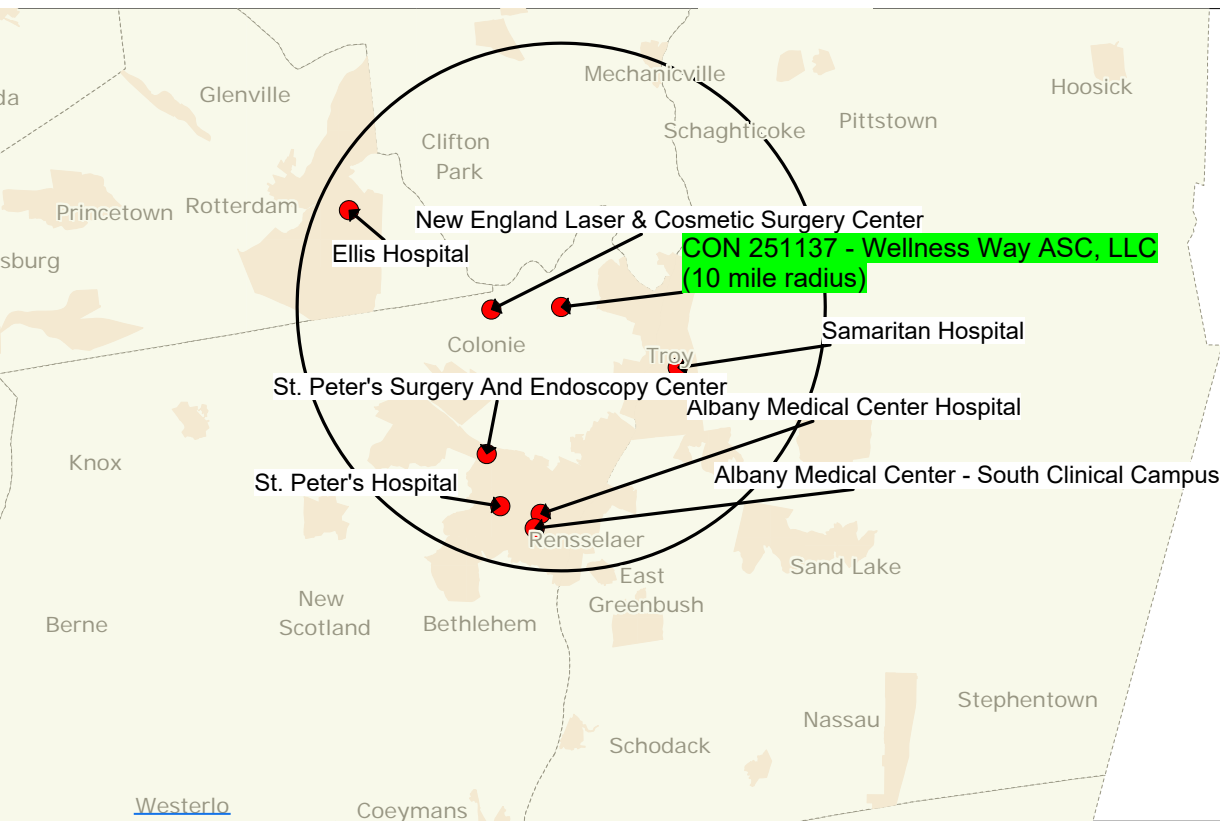 Mechanicville
Hoosick
da
Glenville
Schaghticoke
Pittstown
Clifton
Park
Princetown
Rotterdam
New England Laser & Cosmetic Surgery Center
Ellis Hospital
CON 251137 - Wellness Way ASC, LLC
(10 mile radius)
sburg
Samaritan Hospital
Colonie
Troy
St. Peter's Surgery And Endoscopy Center
Albany Medical Center Hospital
Knox
St. Peter's Hospital
Albany Medical Center - South Clinical Campus
Rensselaer
Sand Lake
East
Greenbush
New
Scotland
Berne
Bethlehem
Stephentown
Nassau
Schodack
Westerlo
Coeymans